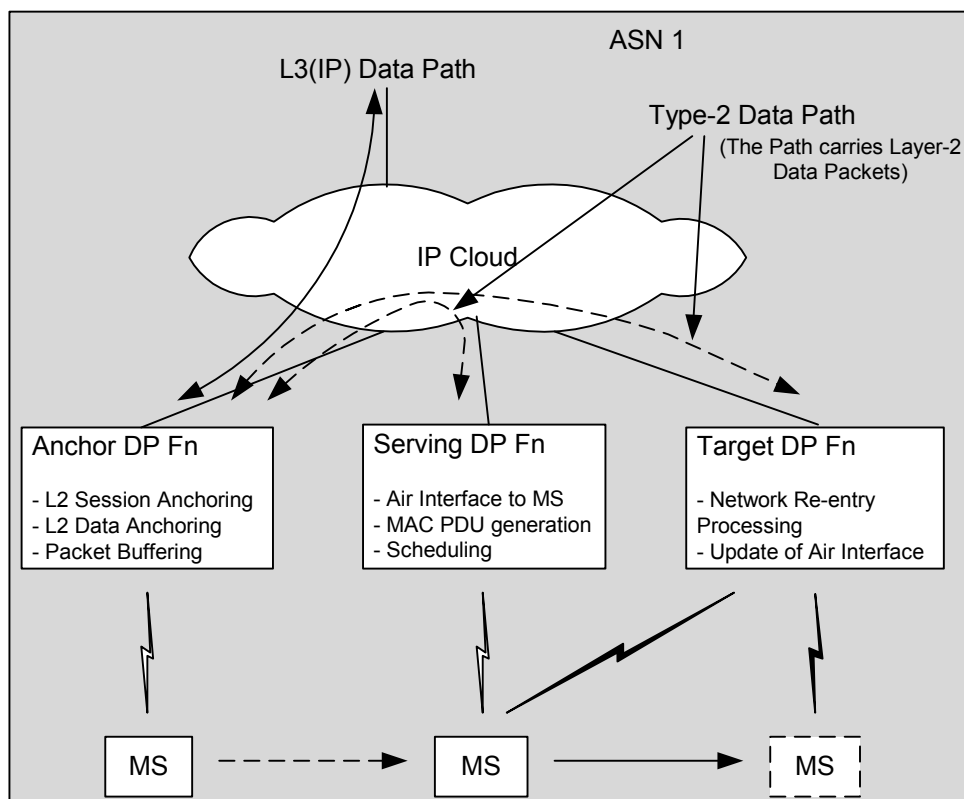 ASN 1
L3(IP) Data Path
Type-2 Data Path
(The Path carries Layer-2
Data Packets)
IP Cloud
Anchor DP Fn
- L2 Session Anchoring
- L2 Data Anchoring
- Packet Buffering
Serving DP Fn
- Air Interface to MS
- MAC PDU generation
- Scheduling
Target DP Fn
- Network Re-entry
Processing
- Update of Air Interface
MS
MS
MS